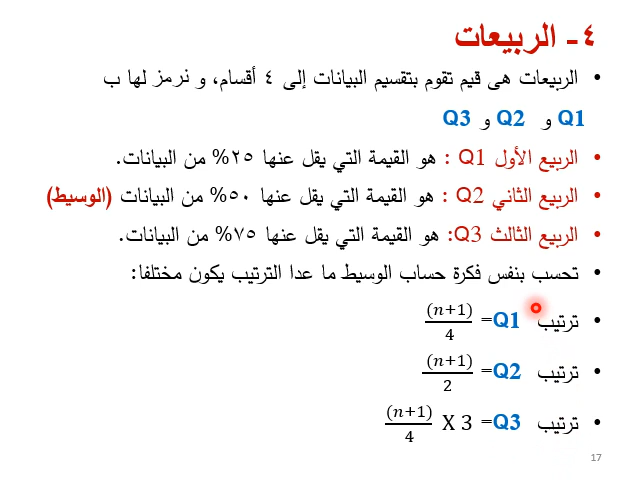 ٤- الربيعات
• الربيعات هى قيم تقوم بتقسيم البيانات إلى ٤ أقسام، و نرمز لها ب
Q1 و Q2 و Q3
• الربيع الأول Q1 : هو القيمة التي يقل عنها ٢٥% من البيانات.
• الربيع الثاني Q2 : هو القيمة التي يقل عنها ٥٠% من البيانات (الوسيط)
• الربيع الثالث Q3: هو القيمة التي يقل عنها ٧٥% من البيانات.
• تحسب بنفس فكرة حساب الوسيط ما عدا الترتيب يكون مختلفا:
• ترتيب Q1= (n+1)/4
• ترتيب Q2= (n+1)/2
• ترتيب Q3= 3 X (n+1)/4
17